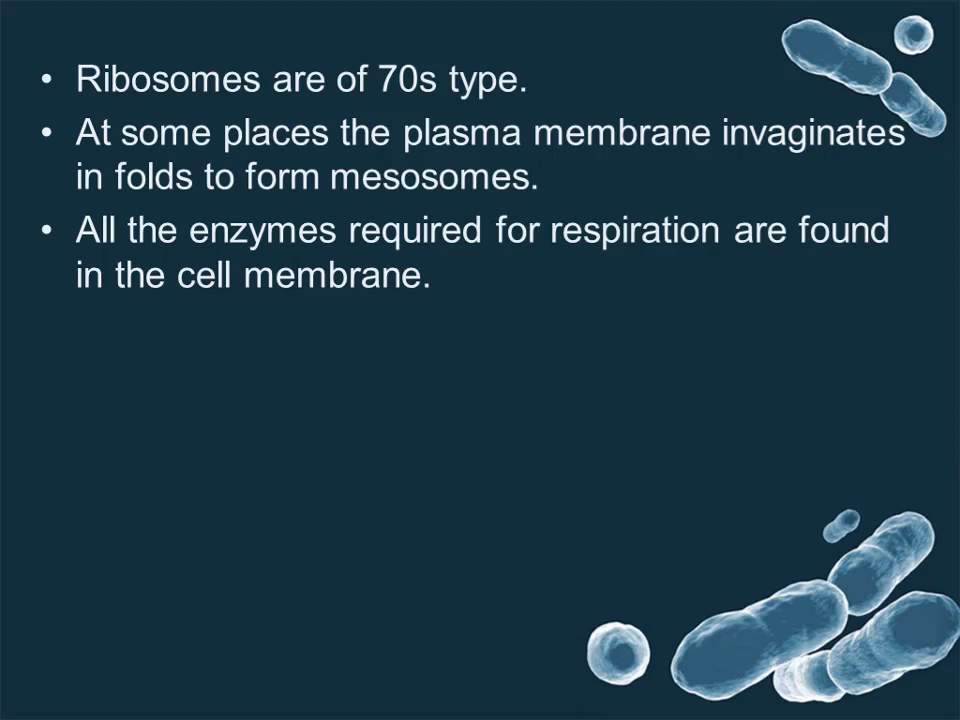 • Ribosomes are of 70s type.
• At some places the plasma membrane invaginates
in folds to form mesosomes.
• All the enzymes required for respiration are found
in the cell membrane.